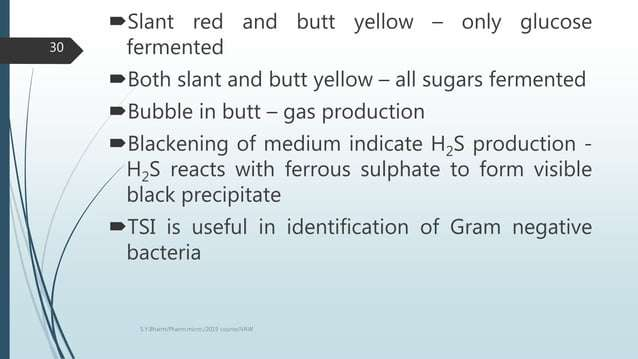 30
Slant red and butt yellow – only glucose
fermented
Both slant and butt yellow – all sugars fermented
Bubble in butt – gas production
Blackening of medium indicate H₂S production -
H₂S reacts with ferrous sulphate to form visible
black precipitate
TSI is useful in identification of Gram negative
bacteria